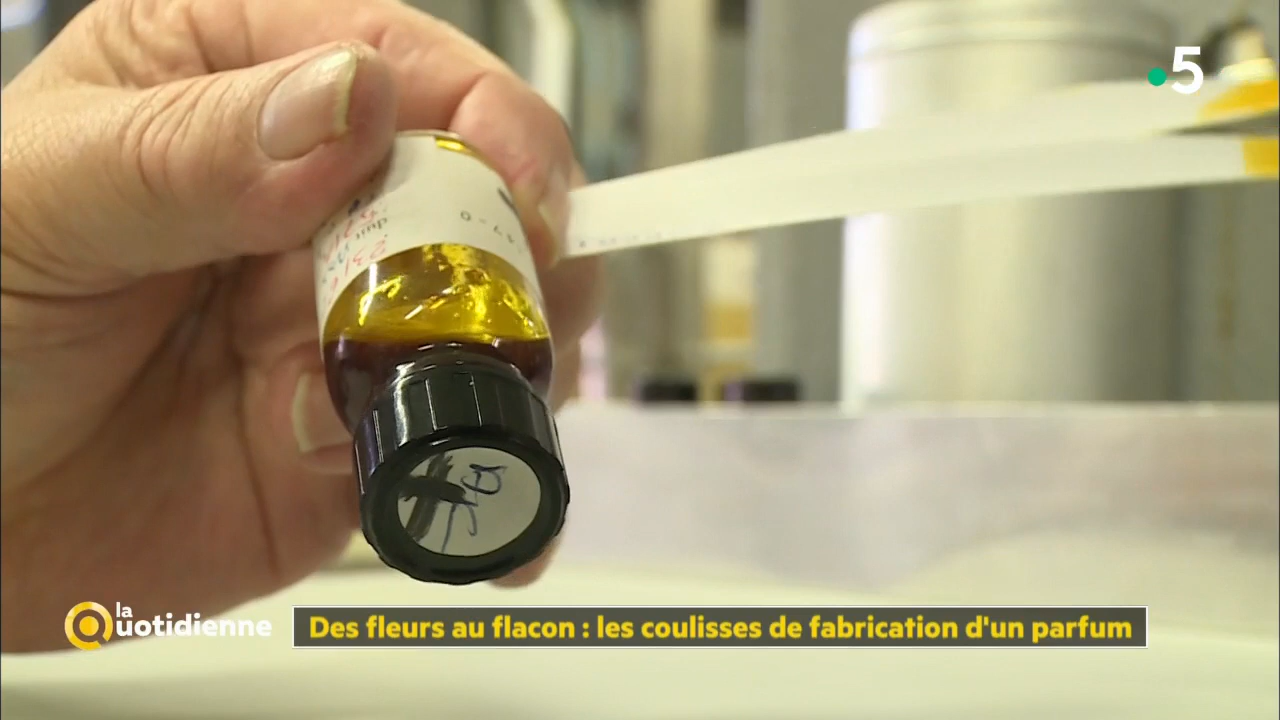 5
la
Quotidienne
Des fleurs au flacon : les coulisses de fabrication d'un parfum